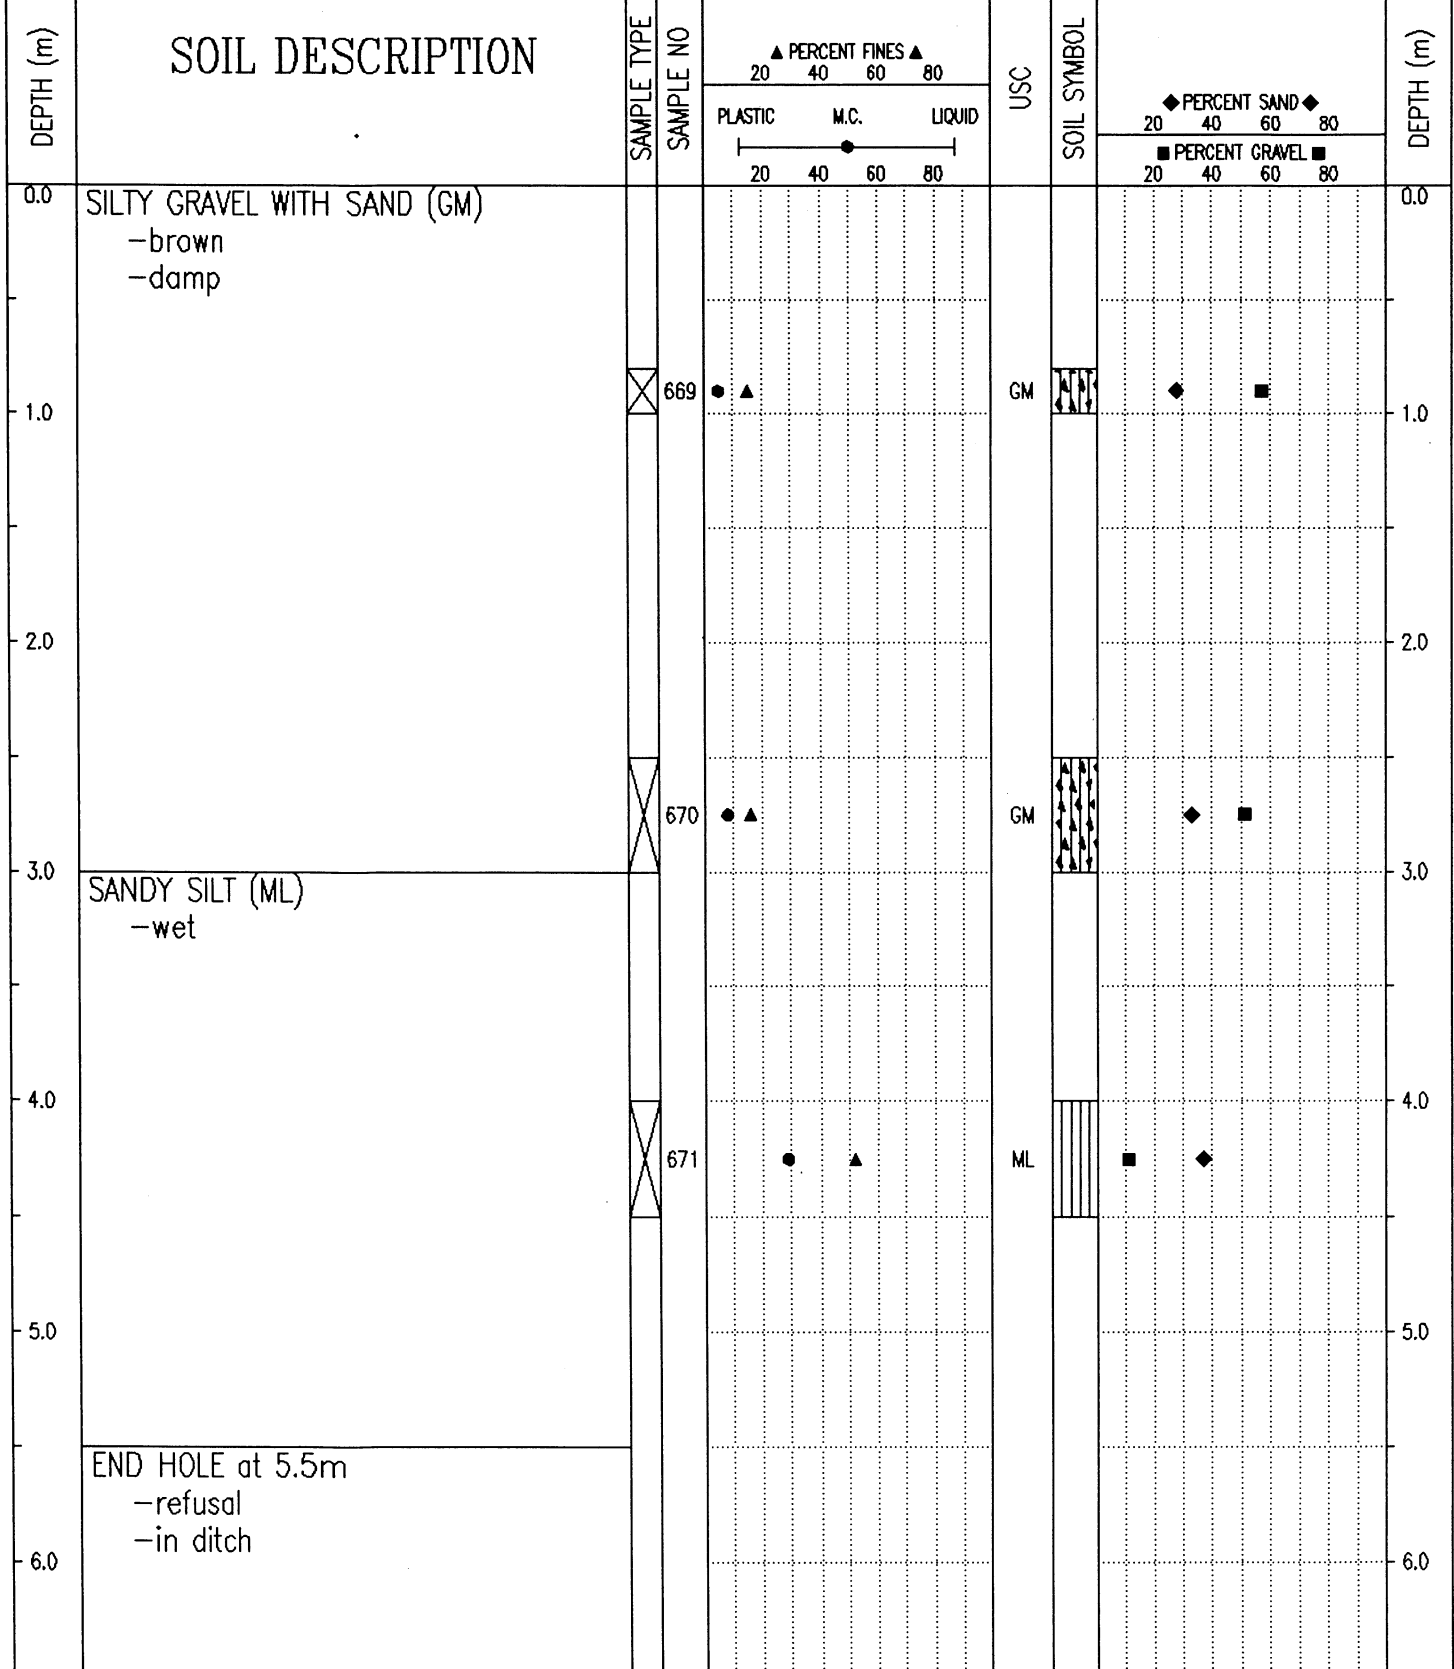 DEPTH (m)
SOIL DESCRIPTION
SAMPLE TYPE
SAMPLE NO
▲ PERCENT FINES ▲
20 40 60 80
PLASTIC M.C. LIQUID
20 40 60 80
USC
SOIL SYMBOL
◆ PERCENT SAND ◆
20 40 60 80
■ PERCENT GRAVEL ■
20 40 60 80
DEPTH (m)
0.0 SILTY GRAVEL WITH SAND (GM) 0.0
-brown
-damp
669 GM
1.0 1.0
2.0 2.0
670 GM
3.0 3.0
SANDY SILT (ML)
-wet
4.0 4.0
671 ML
5.0 5.0
END HOLE at 5.5m
-refusal
-in ditch
6.0 6.0